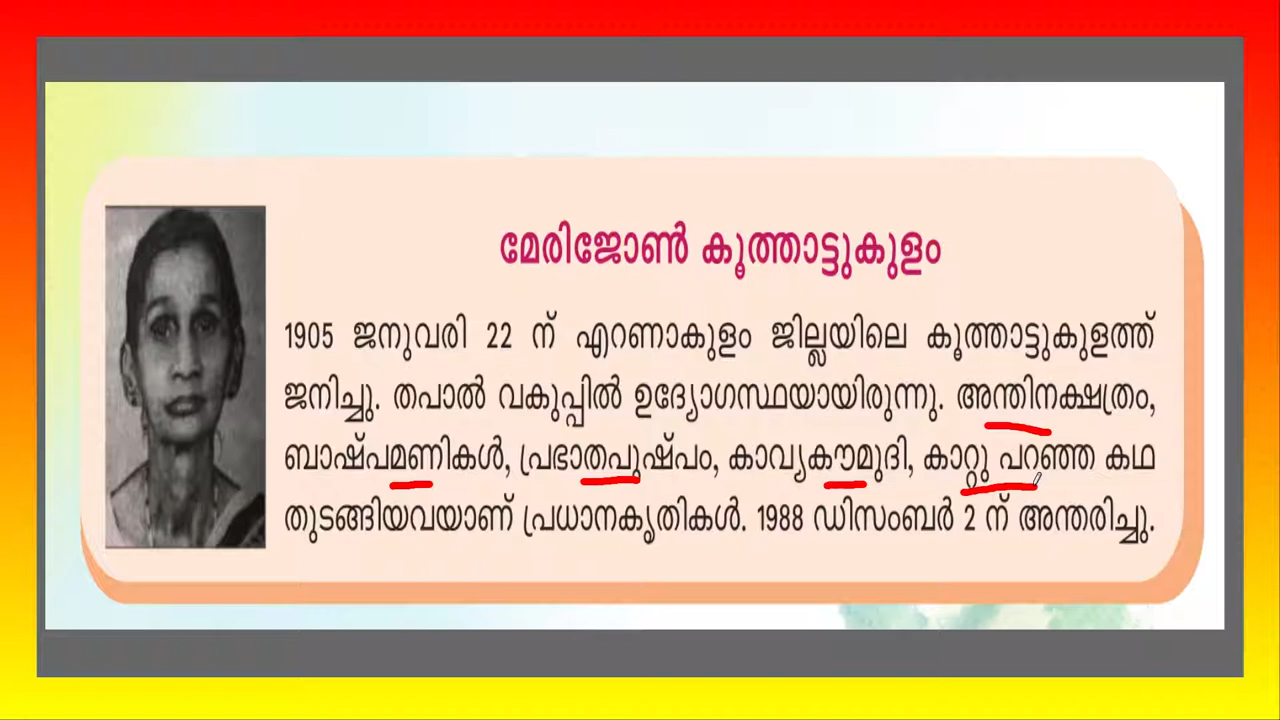 മേരിജോൺ കൂത്താട്ടുകുളം
1905 ജനുവരി 22 ന് എറണാകുളം ജില്ലയിലെ കൂത്താട്ടുകുളത്ത്
ജനിച്ചു. തപാൽ വകുപ്പിൽ ഉദ്യോഗസ്ഥയായിരുന്നു. അന്തിനക്ഷത്രം,
ബാഷ്പമണികൾ, പ്രഭാതപുഷ്പം, കാവ്യകൗമുദി, കാറ്റു പറഞ്ഞ കഥ
തുടങ്ങിയവയാണ് പ്രധാനകൃതികൾ. 1988 ഡിസംബർ 2 ന് അന്തരിച്ചു.